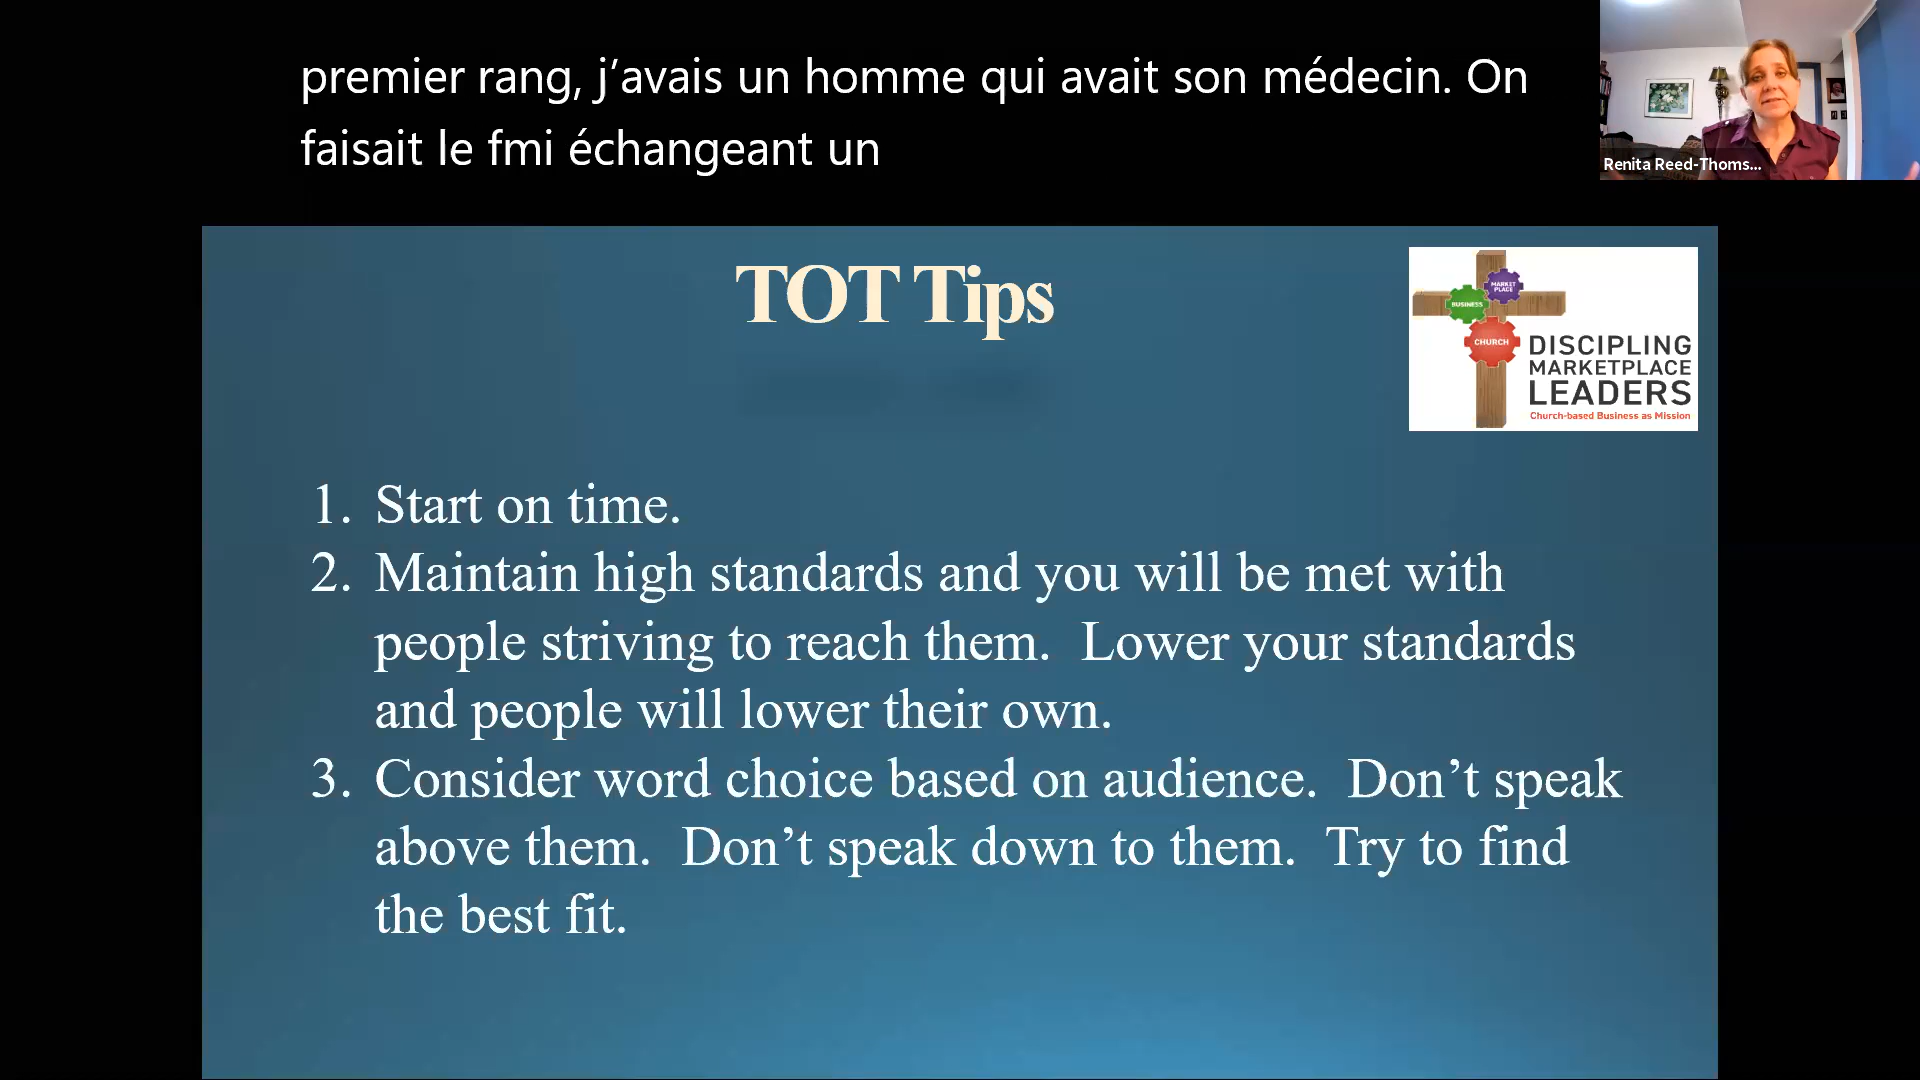 premier rang, j’avais un homme qui avait son médecin. On
faisait le fmi échangeant un
Renita Reed-Thoms...
TOT Tips
MARKET
PLACE
BUSINESS
CHURCH
DISCIPLING
MARKETPLACE
LEADERS
Church-based Business as Mission
1. Start on time.
2. Maintain high standards and you will be met with
people striving to reach them. Lower your standards
and people will lower their own.
3. Consider word choice based on audience. Don’t speak
above them. Don’t speak down to them. Try to find
the best fit.